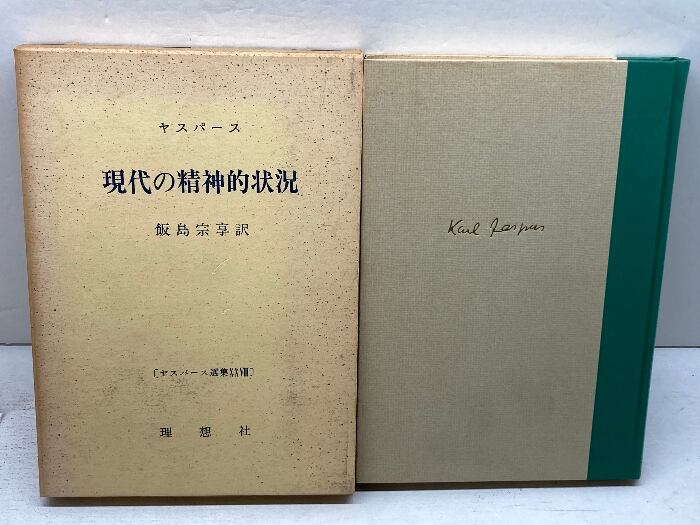 ヤスパース
現代の精神的状況
飯島宗享訳
〔ヤスパース選集XXVIII〕
理想社
Karl Jaspers